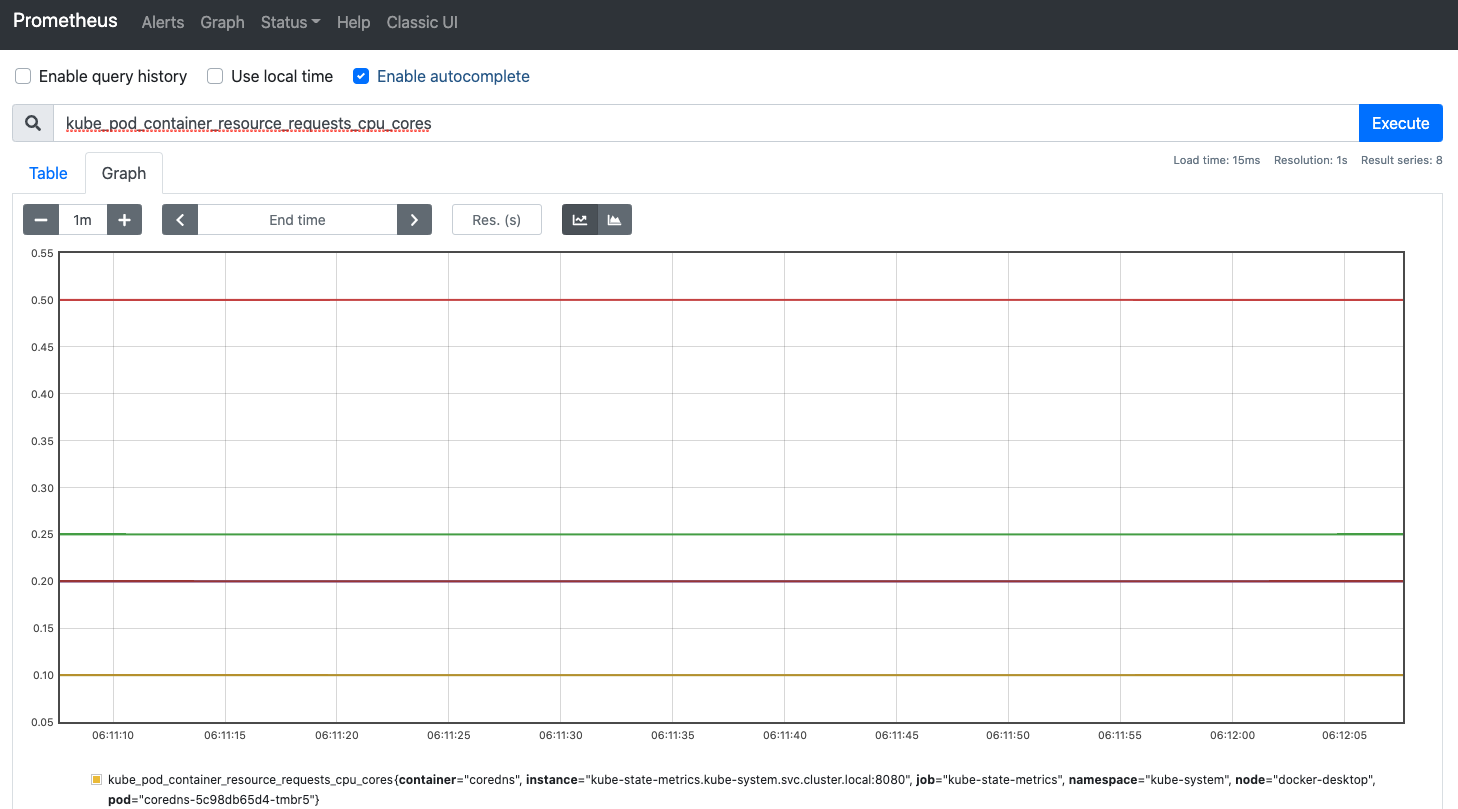 Prometheus Alerts Graph Status Help Classic UI
Enable query history Use local time Enable autocomplete
kube_pod_container_resource_requests_cpu_cores Execute
Load time: 15ms Resolution: 1s Result series: 8
Table Graph
1m End time Res. (s)
0.55
0.50
0.45
0.40
0.35
0.30
0.25
0.20
0.15
0.10
0.05
06:11:10 06:11:15 06:11:20 06:11:25 06:11:30 06:11:35 06:11:40 06:11:45 06:11:50 06:11:55 06:12:00 06:12:05
kube_pod_container_resource_requests_cpu_cores{container="coredns", instance="kube-state-metrics.kube-system.svc.cluster.local:8080", job="kube-state-metrics", namespace="kube-system", node="docker-desktop",
pod="coredns-5c98db65d4-tmbr5"}